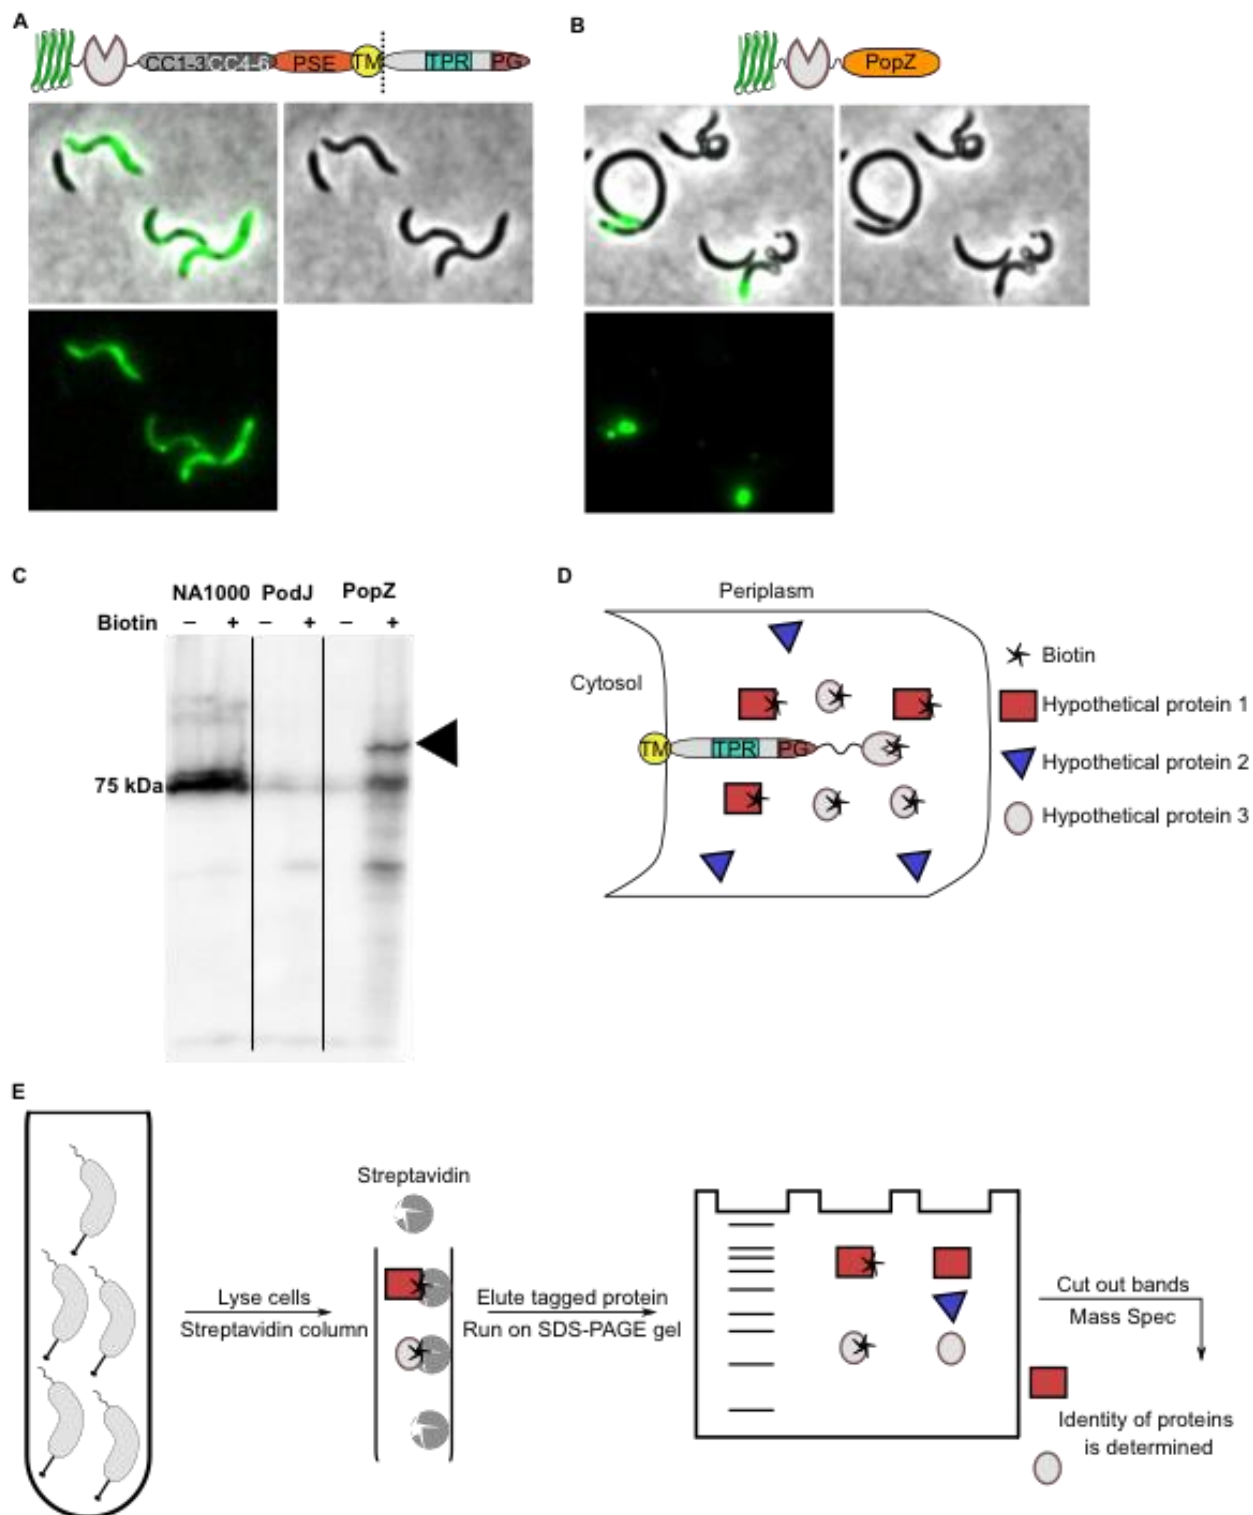 A
CC1-3 CC4-6 PSE TM TPR PG
B
PopZ
C
NA1000 PodJ PopZ
Biotin – + – + – +
75 kDa
D
Periplasm
Cytosol
TM TPR PG
Biotin
Hypothetical protein 1
Hypothetical protein 2
Hypothetical protein 3
E
Streptavidin
Lyse cells
Streptavidin column
Elute tagged protein
Run on SDS-PAGE gel
Cut out bands
Mass Spec
Identity of proteins
is determined